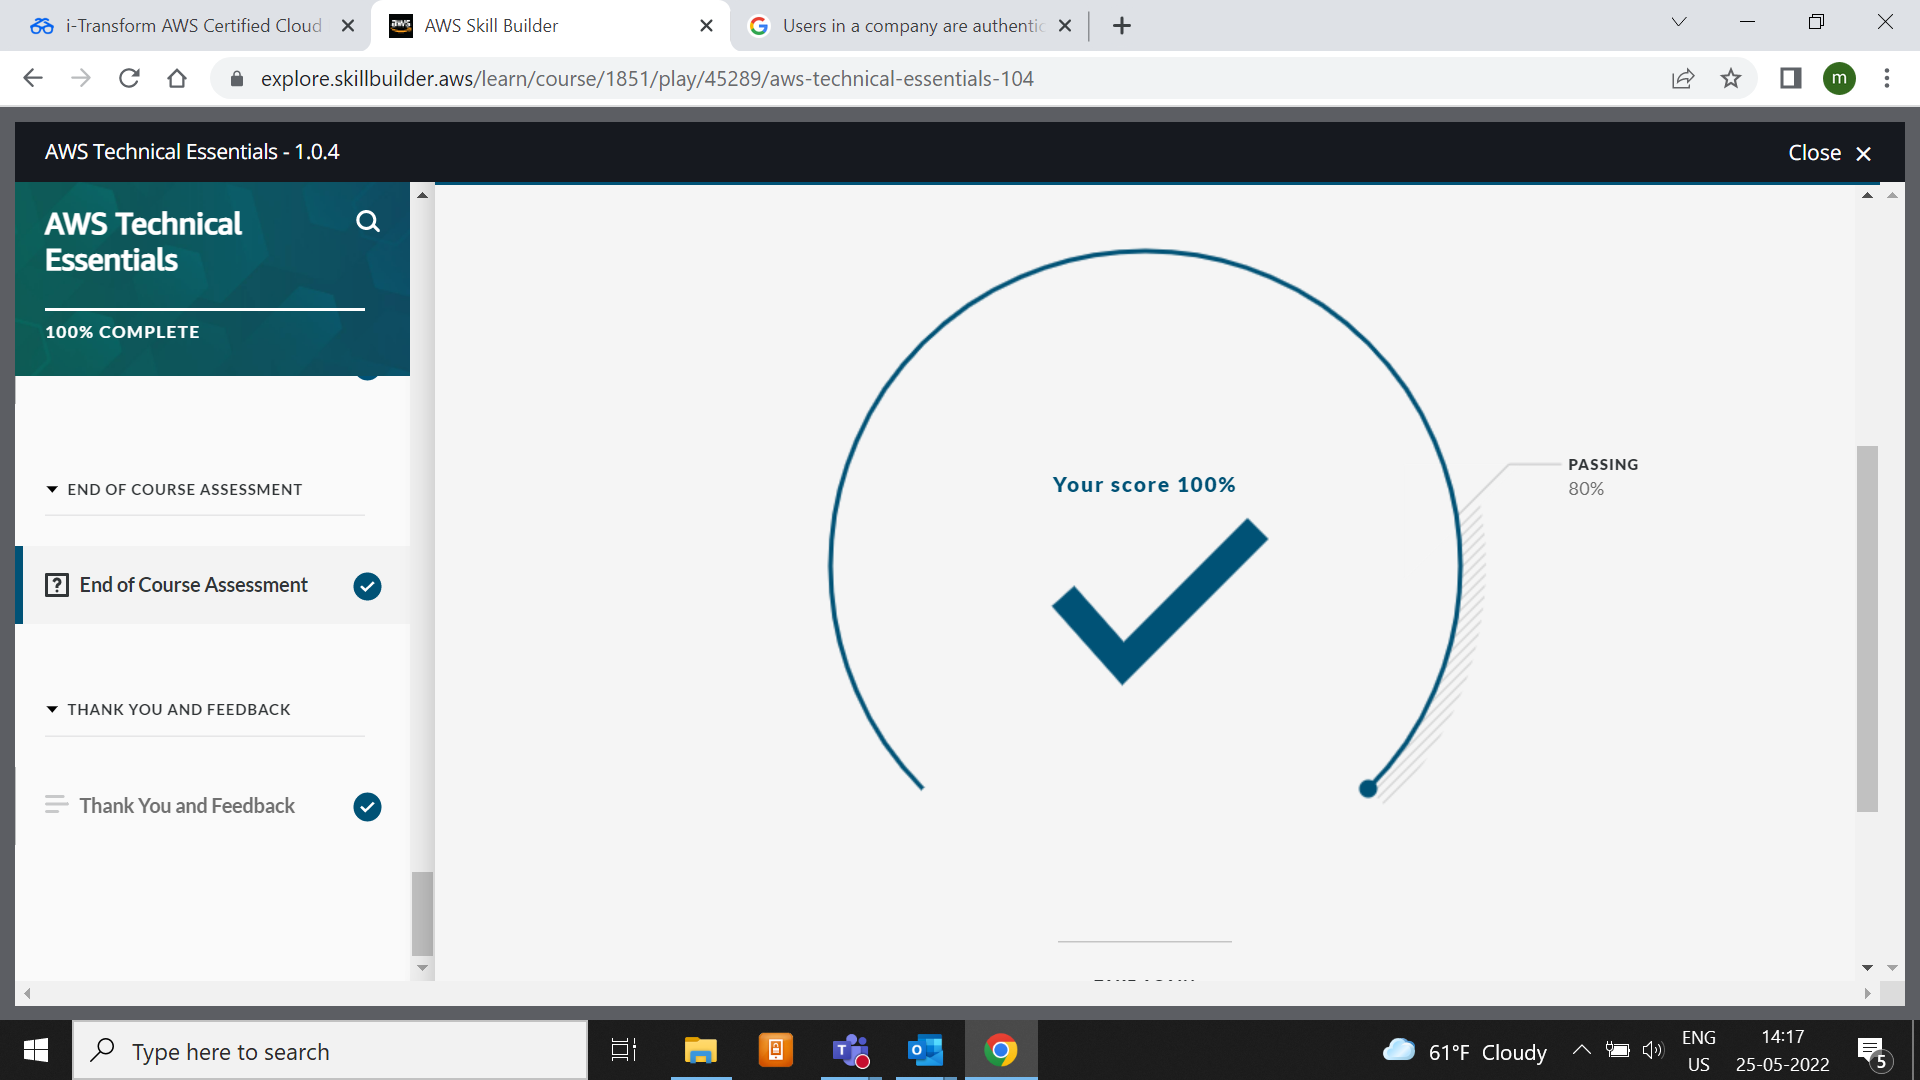 i-Transform AWS Certified Cloud
AWS Skill Builder
Users in a company are authentic
explore.skillbuilder.aws/learn/course/1851/play/45289/aws-technical-essentials-104
m
AWS Technical Essentials - 1.0.4
Close
AWS Technical
Essentials
100% COMPLETE
END OF COURSE ASSESSMENT
End of Course Assessment
THANK YOU AND FEEDBACK
Thank You and Feedback
Your score 100%
PASSING
80%
Type here to search
61°F Cloudy
ENG
US
14:17
25-05-2022
5